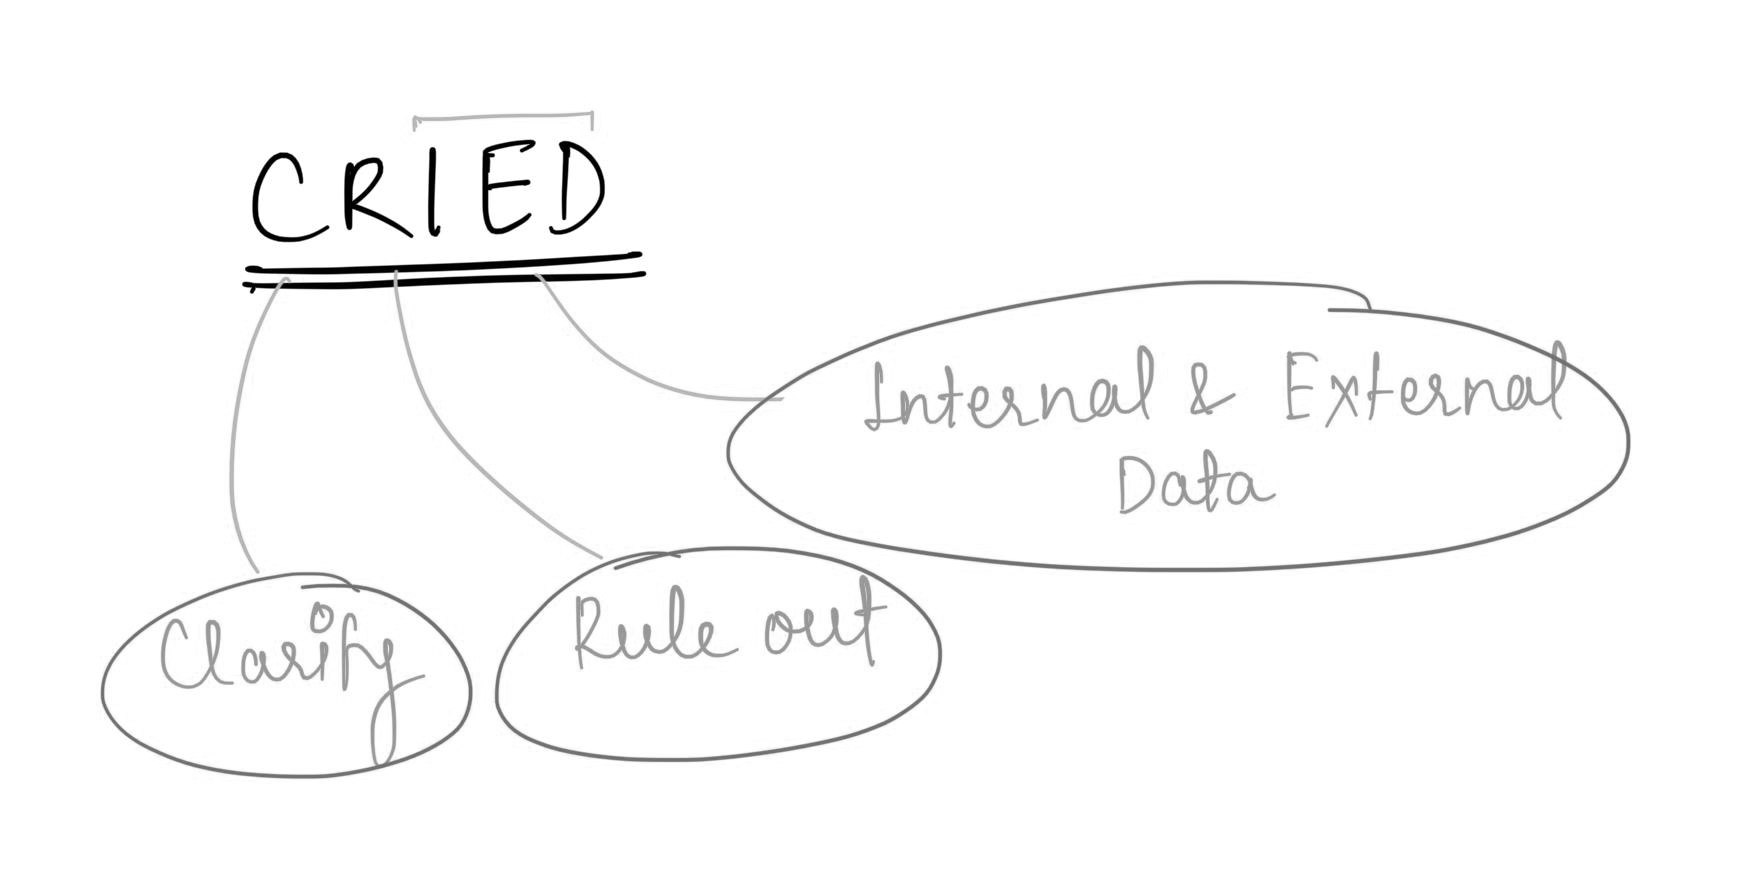 CRIED
Internal & External
Data
Clarify
Rule out